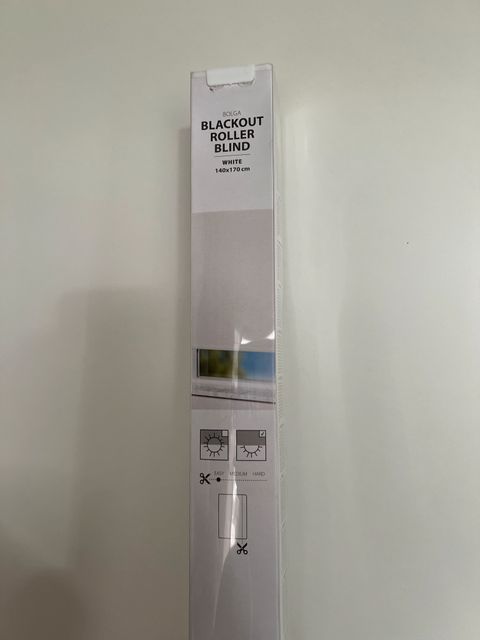 BOLGA
BLACKOUT
ROLLER
BLIND
WHITE
140x170 cm
EASY MEDIUM HARD